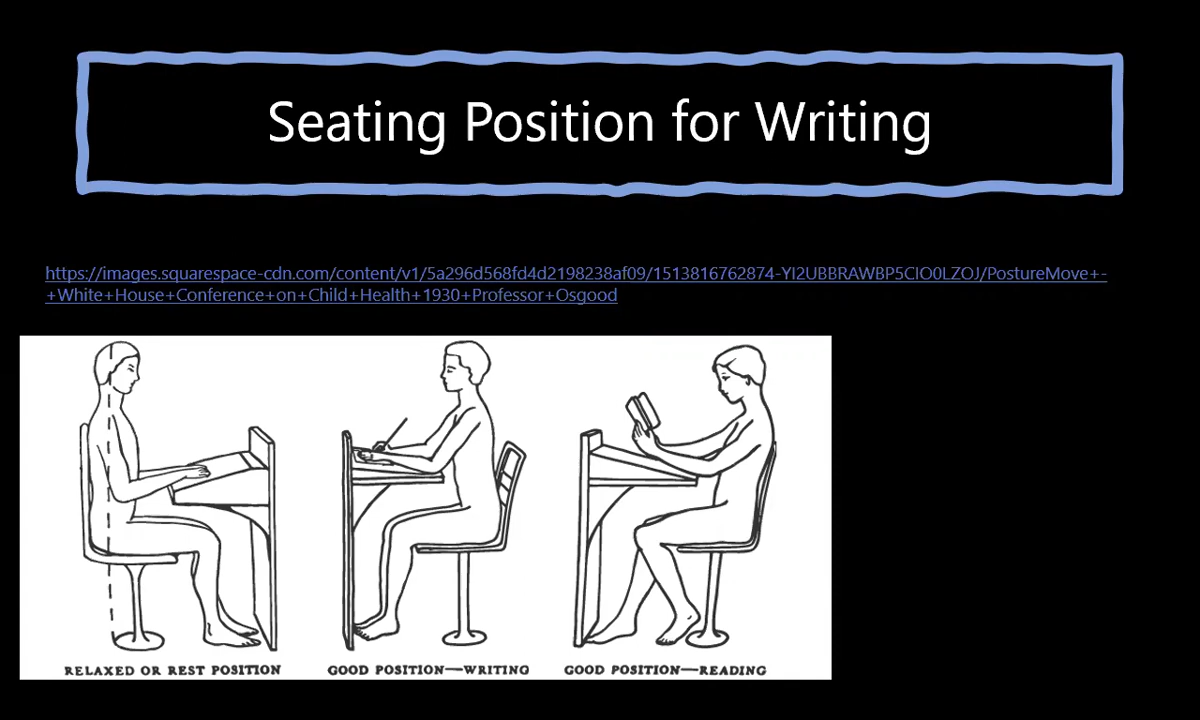 Seating Position for Writing
https://images.squarespace-cdn.com/content/v1/5a296d568fd4d2198238af09/1513816762874-YI2UBBRAWBP5CIO0LZOJ/PostureMove+-
+White+House+Conference+on+Child+Health+1930+Professor+Osgood
RELAXED OR REST POSITION
GOOD POSITION—WRITING
GOOD POSITION—READING